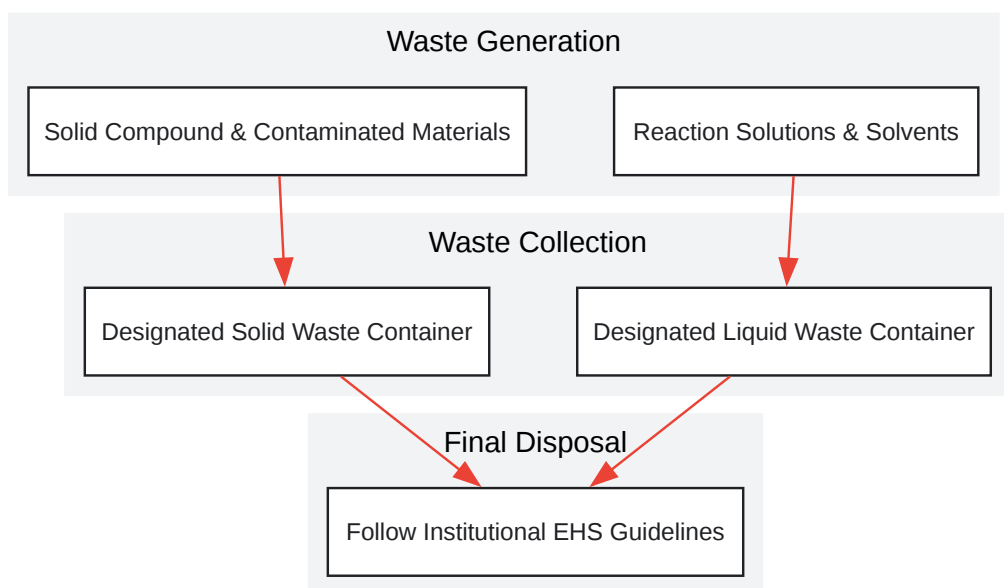 Waste Generation
Solid Compound & Contaminated Materials
Reaction Solutions & Solvents
Waste Collection
Designated Solid Waste Container
Designated Liquid Waste Container
Final Disposal
Follow Institutional EHS Guidelines